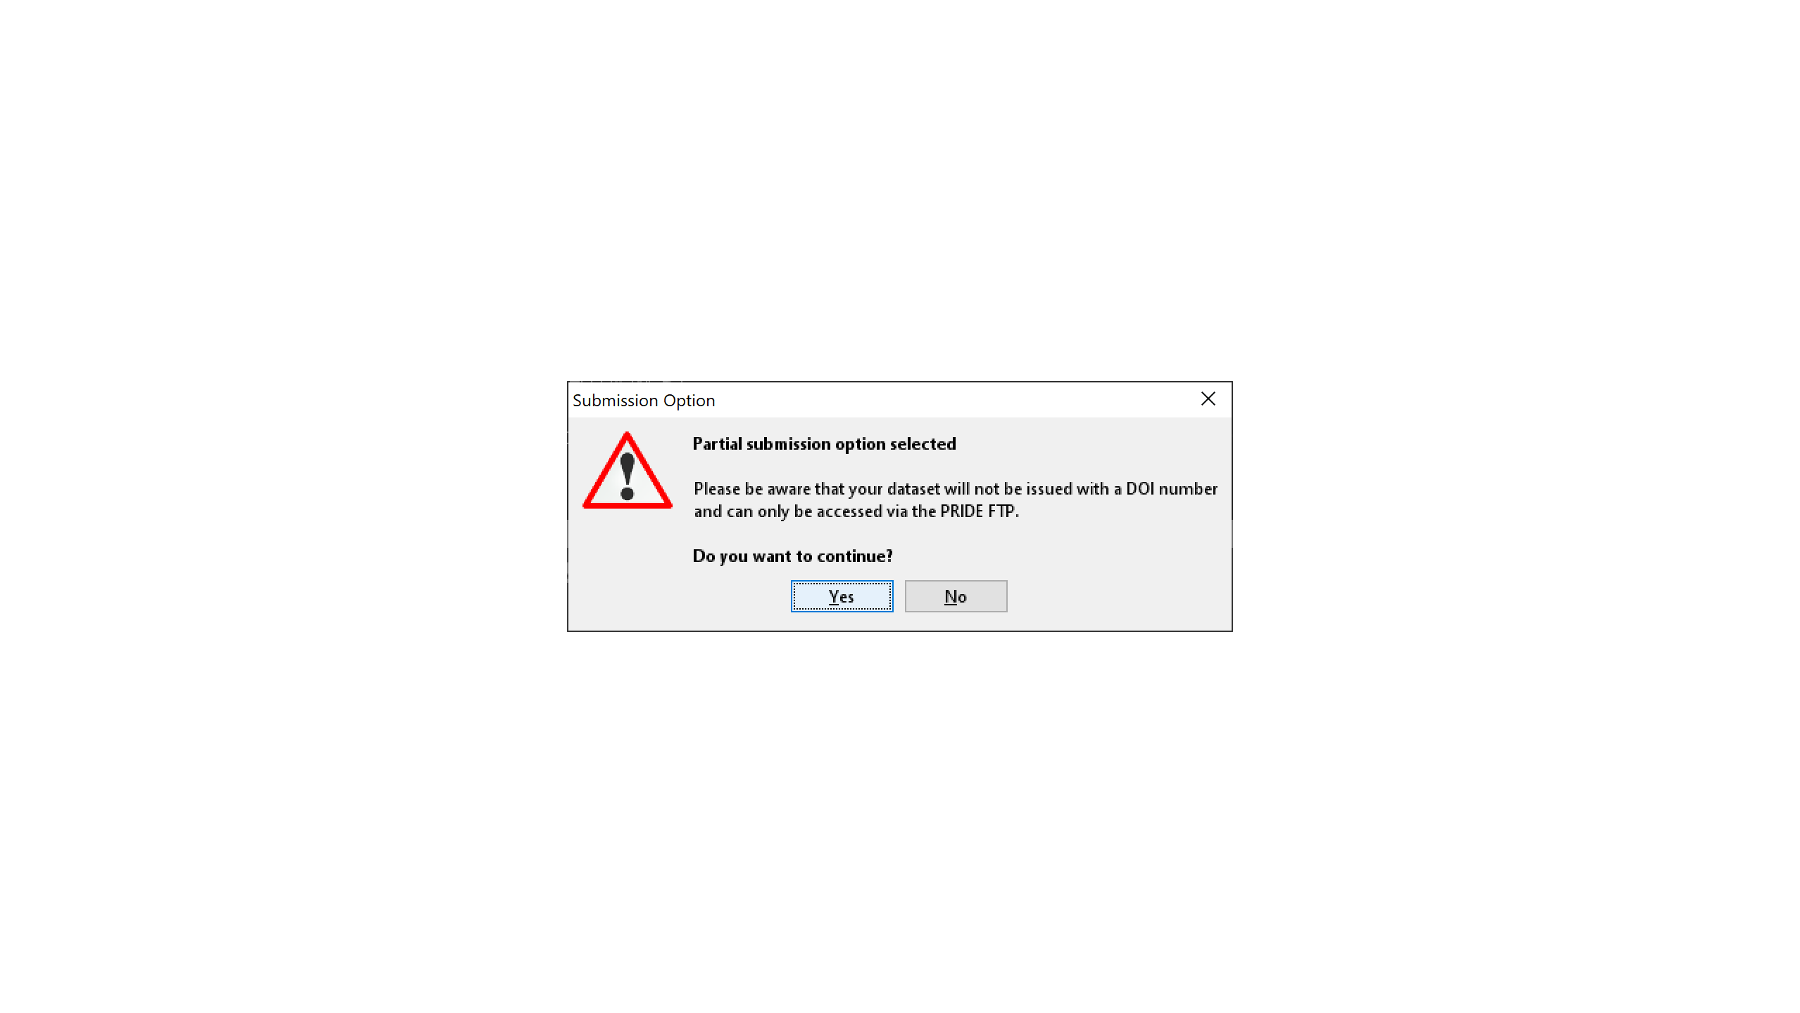 Submission Option
Partial submission option selected
Please be aware that your dataset will not be issued with a DOI number
and can only be accessed via the PRIDE FTP.
Do you want to continue?
Yes
No